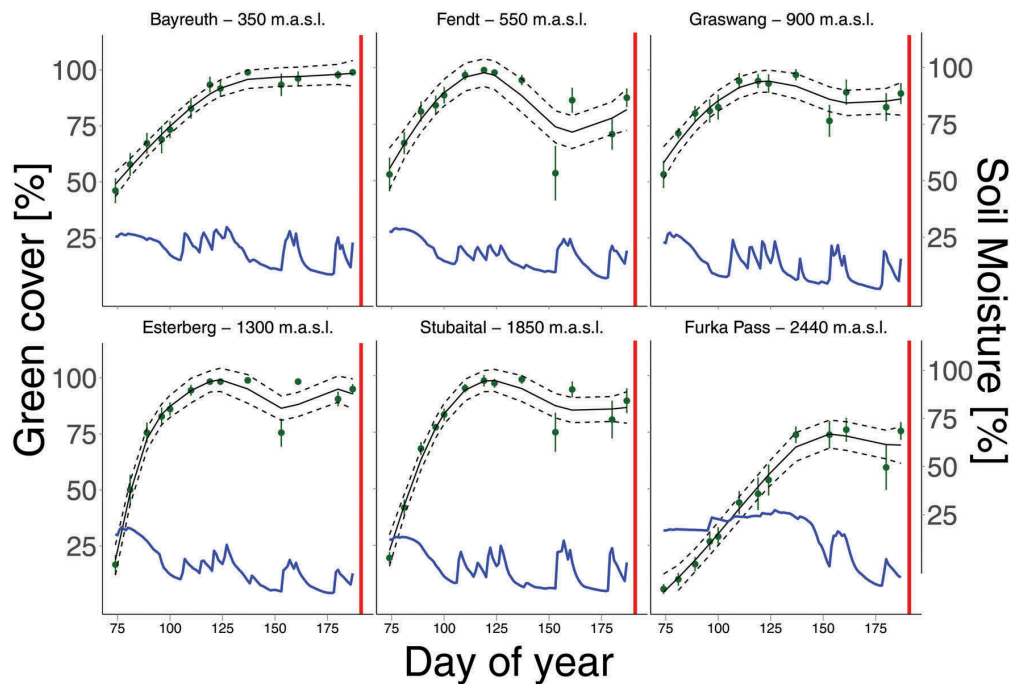 Bayreuth − 350 m.a.s.l.
Fendt − 550 m.a.s.l.
Graswang − 900 m.a.s.l.
100
75
50
25
100
75
50
25
Esterberg − 1300 m.a.s.l.
Stubaital − 1850 m.a.s.l.
Furka Pass − 2440 m.a.s.l.
100
75
50
25
100
75
50
25
Green cover [%]
Soil Moisture [%]
75 100 125 150 175
75 100 125 150 175
75 100 125 150 175
Day of year